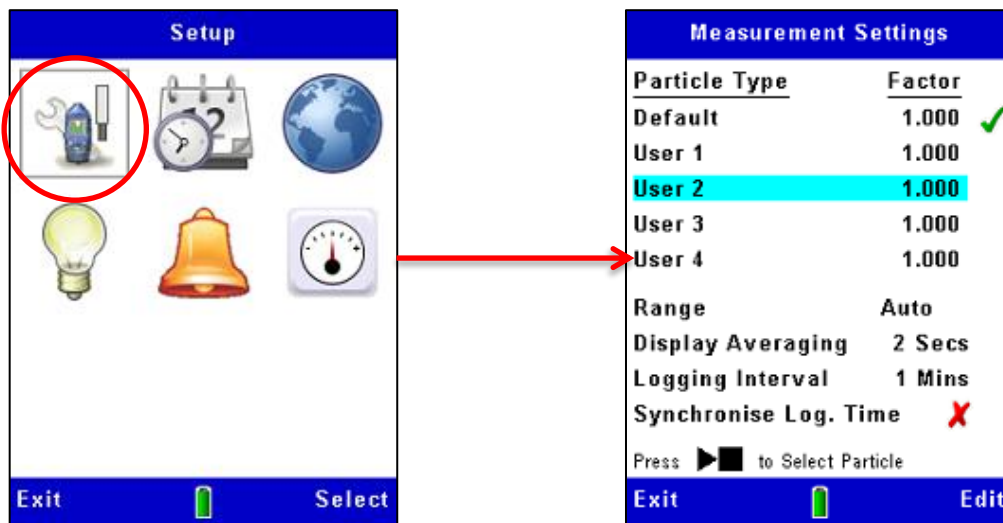 Setup
12
Exit Select
Measurement Settings
Particle Type Factor
Default 1.000
User 1 1.000
User 2 1.000
User 3 1.000
User 4 1.000
Range Auto
Display Averaging 2 Secs
Logging Interval 1 Mins
Synchronise Log. Time
Press to Select Particle
Exit Edit